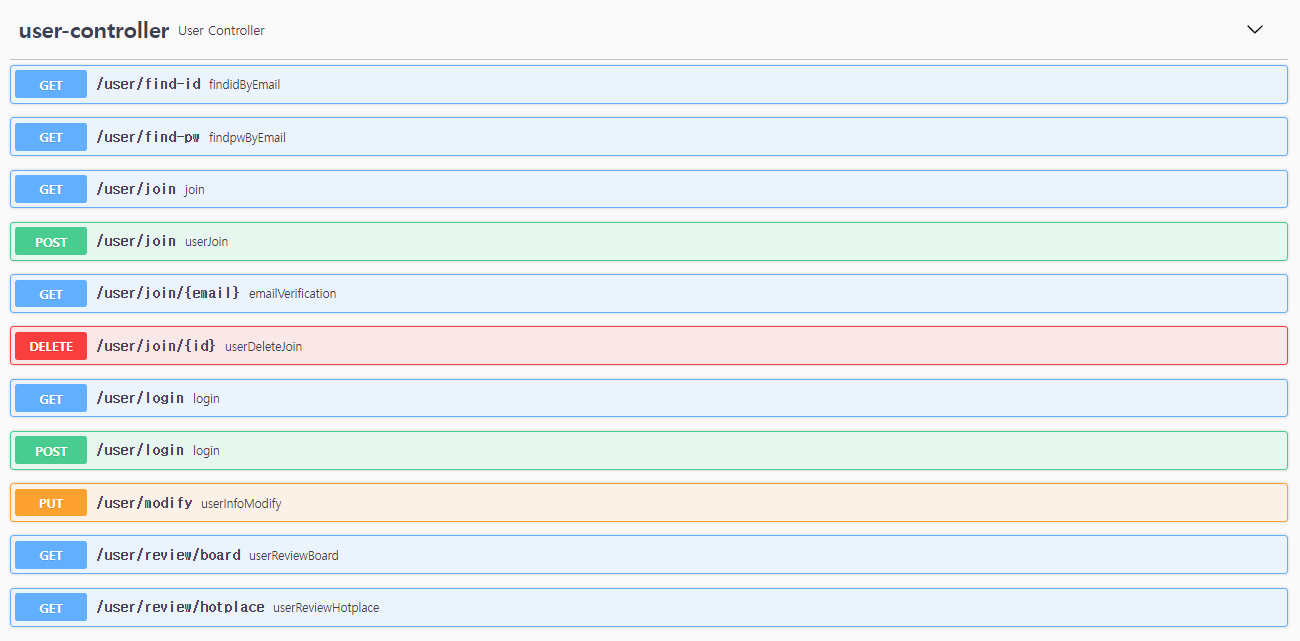 user-controller User Controller
GET /user/find-id findidByEmail
GET /user/find-pw findpwByEmail
GET /user/join join
POST /user/join userJoin
GET /user/join/{email} emailVerification
DELETE /user/join/{id} userDeleteJoin
GET /user/login login
POST /user/login login
PUT /user/modify userInfoModify
GET /user/review/board userReviewBoard
GET /user/review/hotplace userReviewHotplace